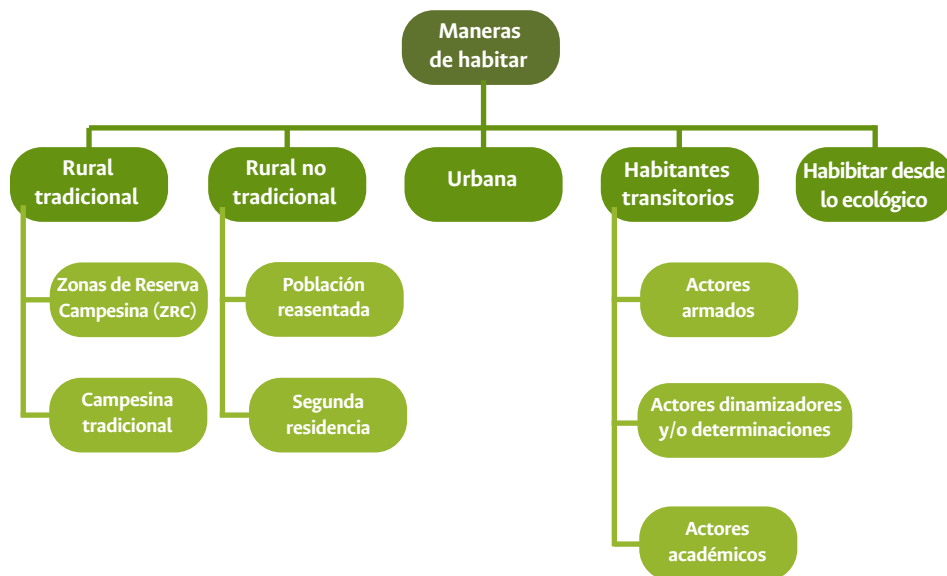 Maneras
de habitar
Rural
tradicional
Rural no
tradicional
Urbana
Habitantes
transitorios
Habibitar desde
lo ecológico
Zonas de Reserva
Campesina (ZRC)
Campesina
tradicional
Población
reasentada
Segunda
residencia
Actores
armados
Actores dinamizadores
y/o determinaciones
Actores
académicos